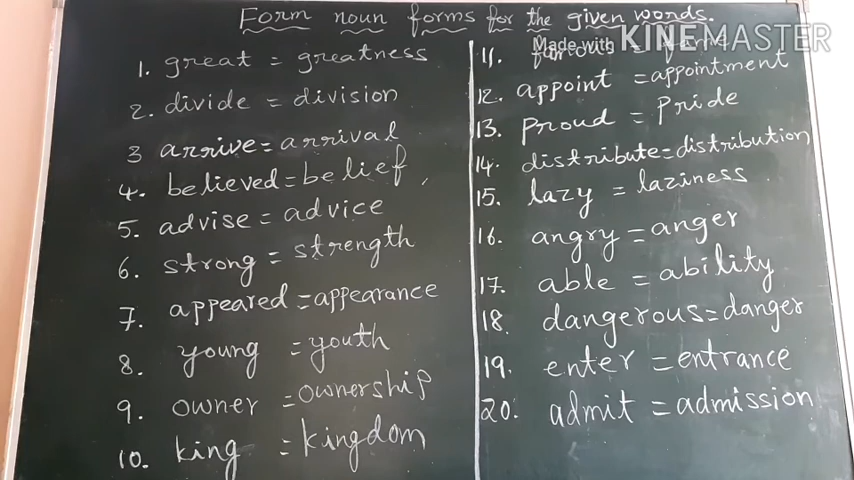 Form noun forms for the given words.
Made with KINEMASTER
1. great = greatness
2. divide = division
3 arrive = arrival
4. believed = belief
5. advise = advice
6. strong = strength
7. appeared = appearance
8. young = youth
9. owner = ownership
10. king = kingdom
11. = fame
12. appoint = appointment
13. proud = pride
14. distribute = distribution
15. lazy = laziness
16. angry = anger
17. able = ability
18. dangerous = danger
19. enter = entrance
20. admit = admission